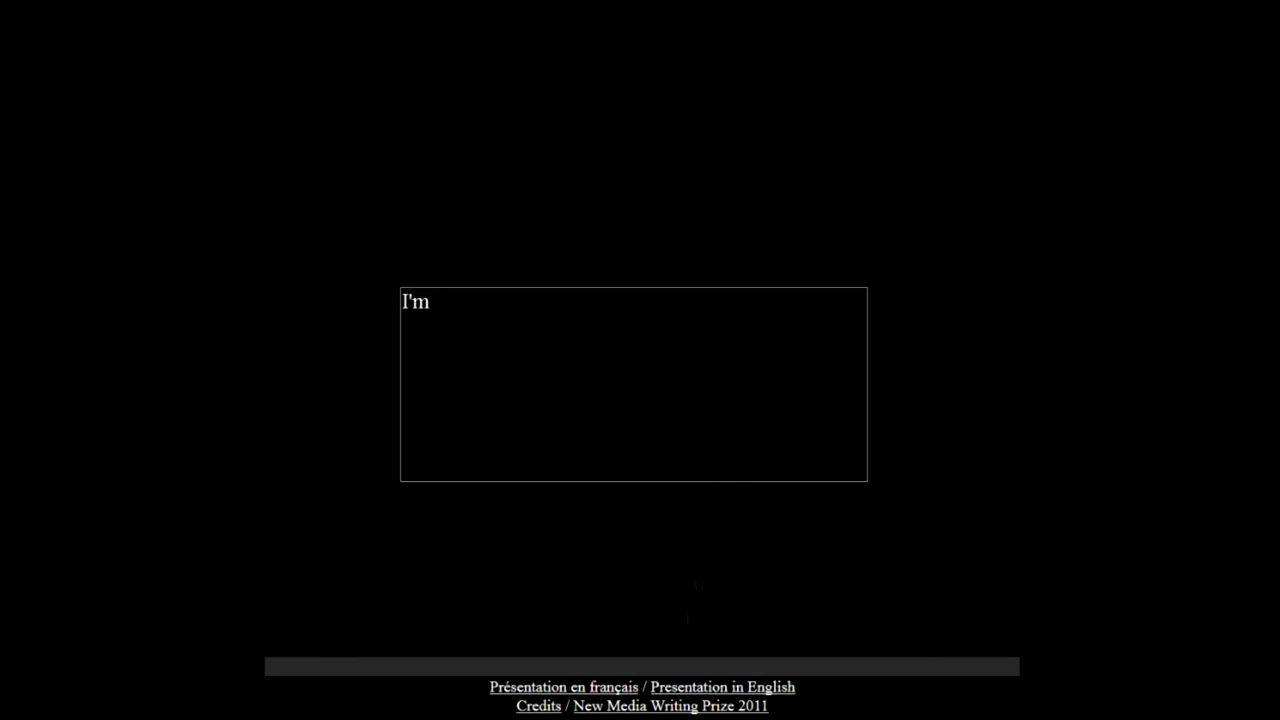 I'm
Présentation en français / Presentation in English
Credits / New Media Writing Prize 2011